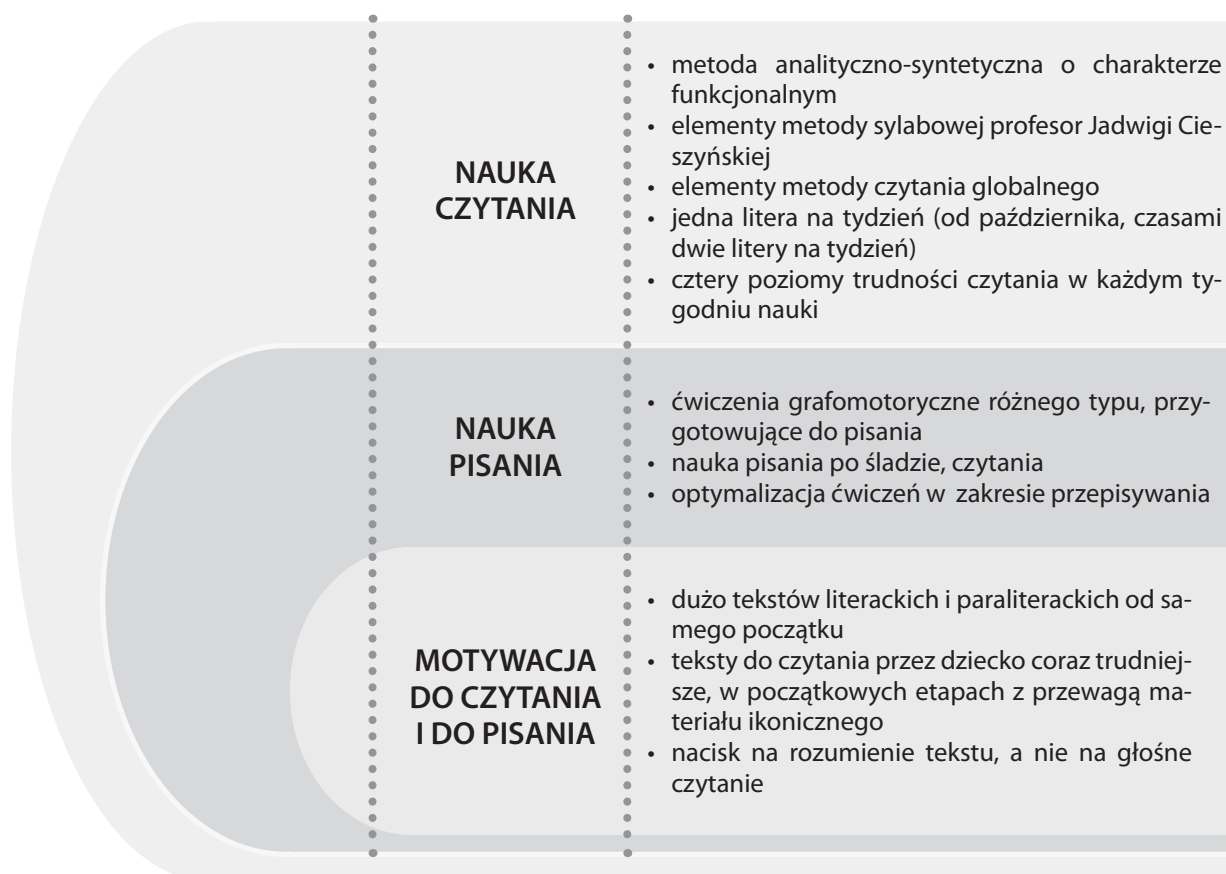 NAUKA
CZYTANIA
• metoda analityczno-syntetyczna o charakterze
funkcjonalnym
• elementy metody sylabowej profesor Jadwigi Cie-
szyńskiej
• elementy metody czytania globalnego
• jedna litera na tydzień (od października, czasami
dwie litery na tydzień)
• cztery poziomy trudności czytania w każdym ty-
godniu nauki
NAUKA
PISANIA
• ćwiczenia grafomotoryczne różnego typu, przy-
gotowujące do pisania
• nauka pisania po śladzie, czytania
• optymalizacja ćwiczeń w zakresie przepisywania
MOTYWACJA
DO CZYTANIA
I DO PISANIA
• dużo tekstów literackich i paraliterackich od sa-
mego początku
• teksty do czytania przez dziecko coraz trudniej-
sze, w początkowych etapach z przewagą ma-
teriału ikonicznego
• nacisk na rozumienie tekstu, a nie na głośne
czytanie